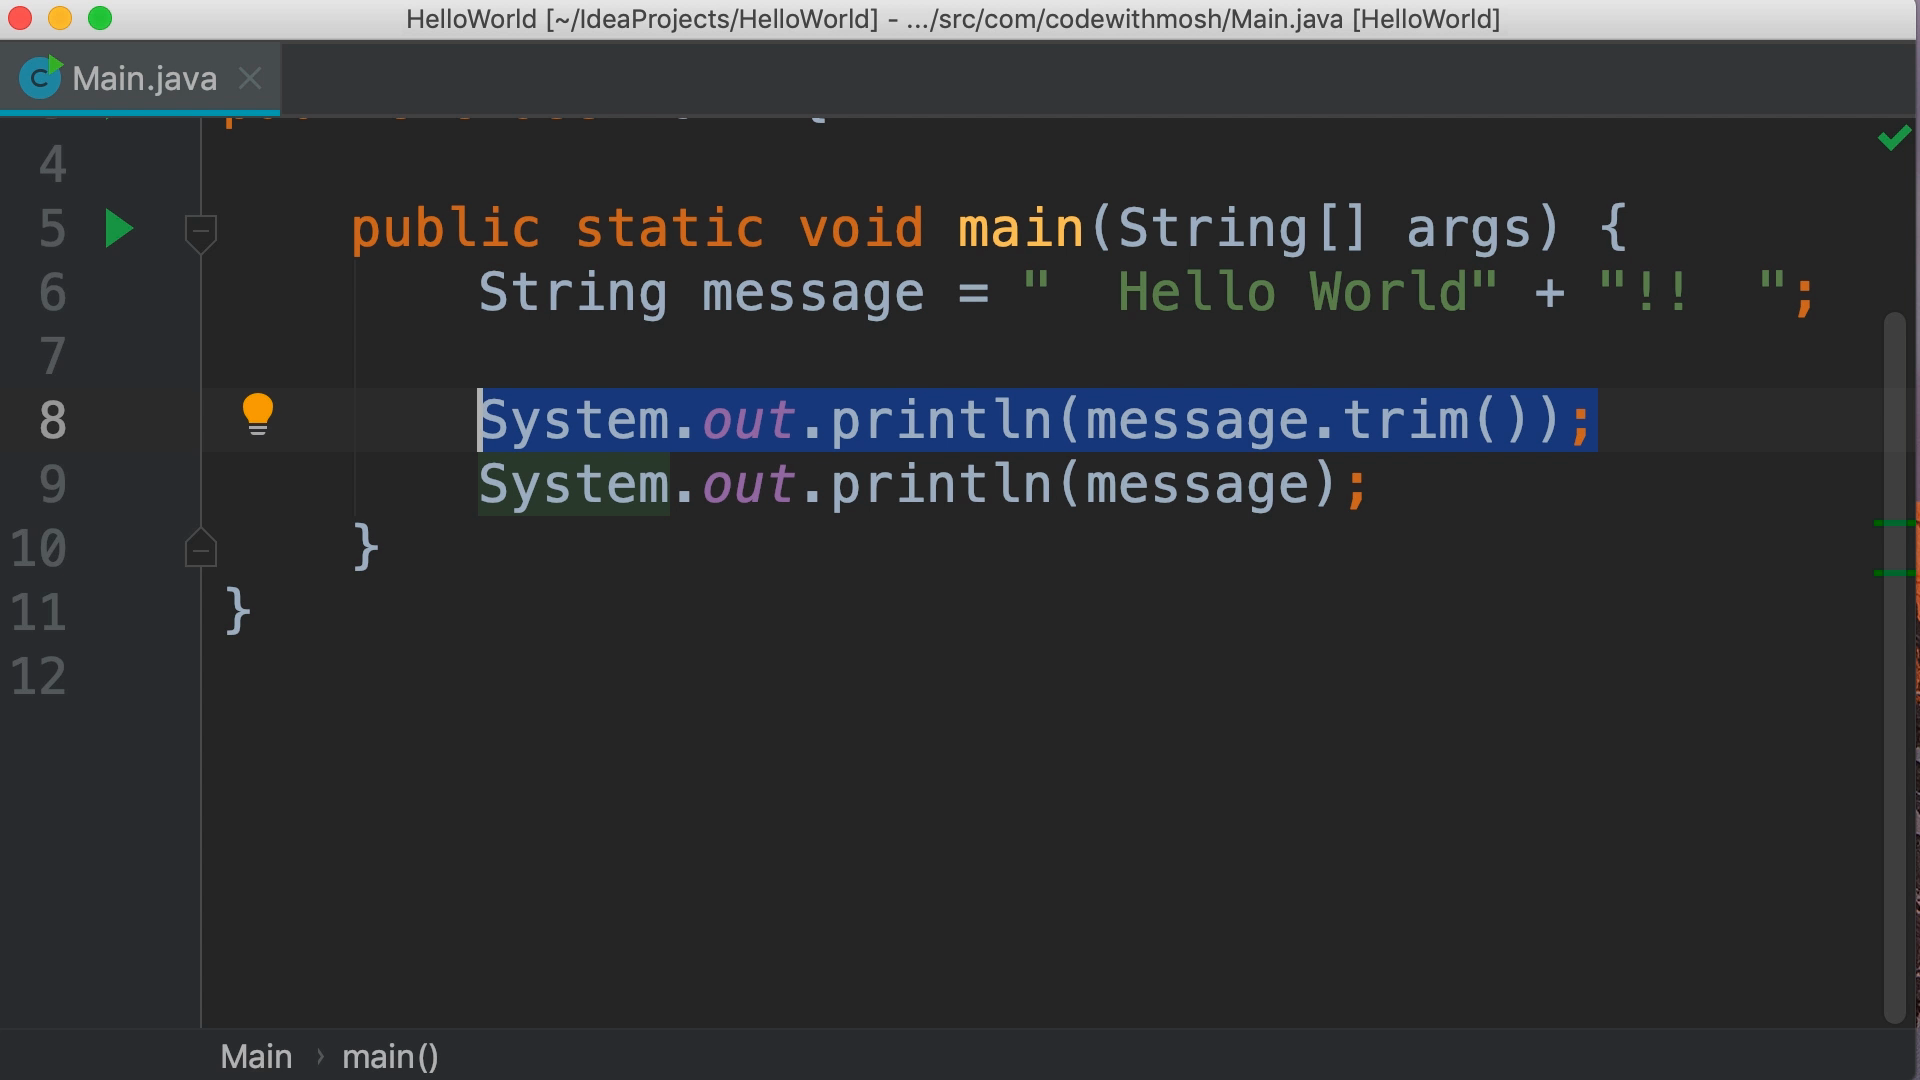 HelloWorld [~/IdeaProjects/HelloWorld] - .../src/com/codewithmosh/Main.java [HelloWorld]
C Main.java
4
5 public static void main(String[] args) {
6 String message = "  Hello World" + "!!  ";
7
8 System.out.println(message.trim());
9 System.out.println(message);
10 }
11 }
12
Main › main()